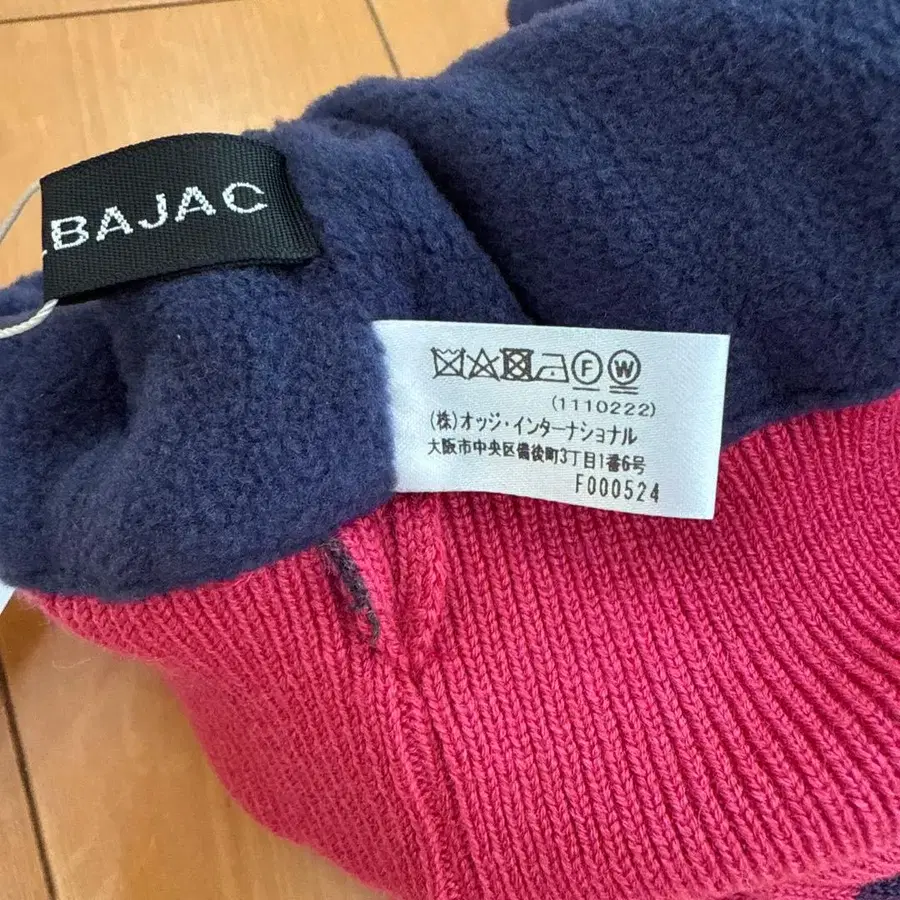 .BAJAC
Ⓕ Ⓦ
(1110222)
(株)オッジ・インターナショナル
大阪市中央区備後町3丁目1番6号
F000524